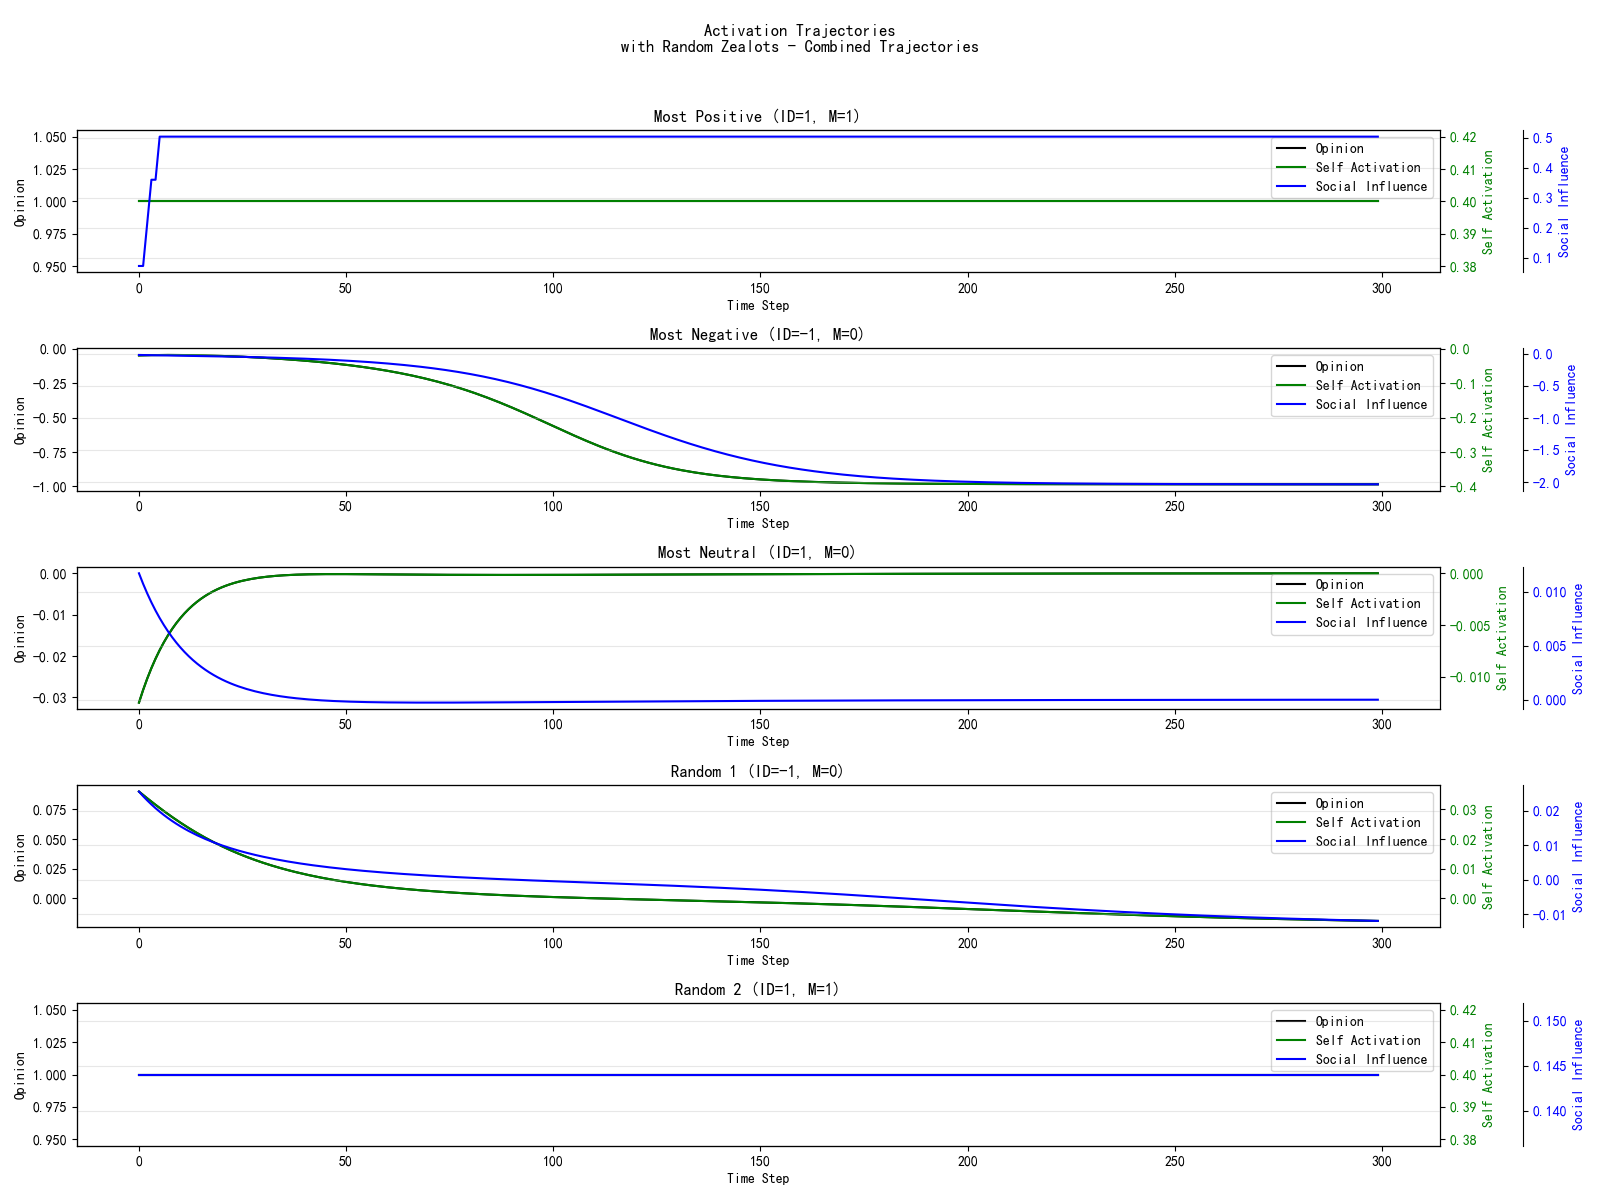 Activation Trajectories
with Random Zealots - Combined Trajectories
Most Positive (ID=1, M=1)
Opinion
1.050
1.025
1.000
0.975
0.950
0 50 100 150 200 250 300
Time Step
Opinion
Self Activation
Social Influence
0.42
0.41
0.40
0.39
0.38
Self Activation
0.5
0.4
0.3
0.2
0.1
Social Influence
Most Negative (ID=-1, M=0)
Opinion
0.00
-0.25
-0.50
-0.75
-1.00
0 50 100 150 200 250 300
Time Step
Opinion
Self Activation
Social Influence
0.0
-0.1
-0.2
-0.3
-0.4
Self Activation
0.0
-0.5
-1.0
-1.5
-2.0
Social Influence
Most Neutral (ID=1, M=0)
Opinion
0.00
-0.01
-0.02
-0.03
0 50 100 150 200 250 300
Time Step
Opinion
Self Activation
Social Influence
0.000
-0.005
-0.010
Self Activation
0.010
0.005
0.000
Social Influence
Random 1 (ID=-1, M=0)
Opinion
0.075
0.050
0.025
0.000
0 50 100 150 200 250 300
Time Step
Opinion
Self Activation
Social Influence
0.03
0.02
0.01
0.00
Self Activation
0.02
0.01
0.00
-0.01
Social Influence
Random 2 (ID=1, M=1)
Opinion
1.050
1.025
1.000
0.975
0.950
0 50 100 150 200 250 300
Time Step
Opinion
Self Activation
Social Influence
0.42
0.41
0.40
0.39
0.38
Self Activation
0.150
0.145
0.140
Social Influence